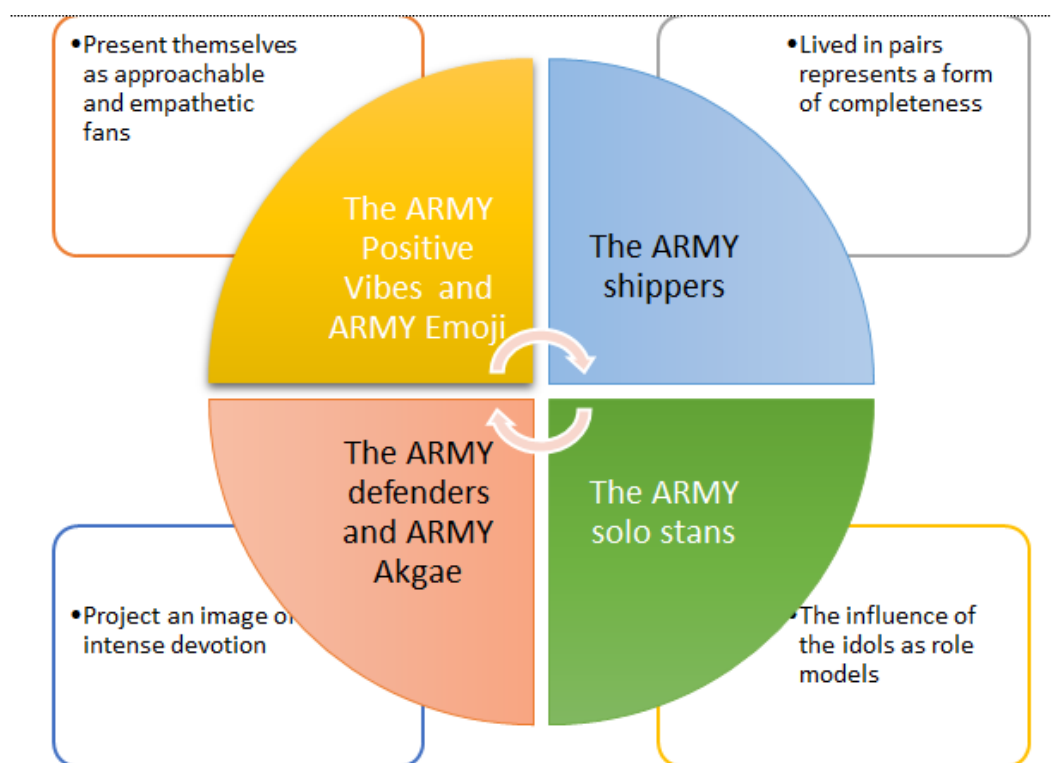 •Present themselves
as approachable
and empathetic
fans
•Lived in pairs
represents a form
of completeness
The ARMY
Positive
Vibes and
ARMY Emoji
The ARMY
shippers
The ARMY
defenders
and ARMY
Akgae
The ARMY
solo stans
•Project an image of
intense devotion
•The influence of
the idols as role
models